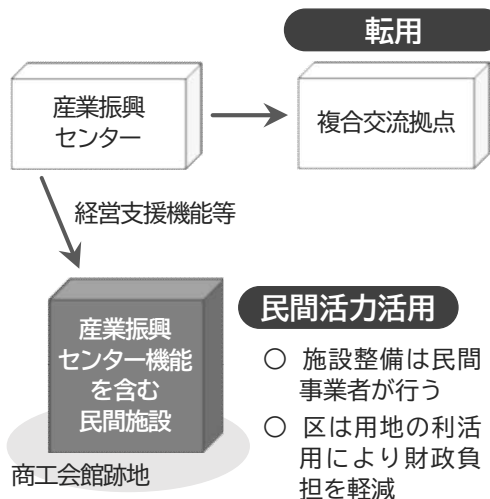 転用
産業振興
センター
複合交流拠点
経営支援機能等
産業振興
センター機能
を含む
民間施設
商工会館跡地
民間活力活用
○ 施設整備は民間
事業者が行う
○ 区は用地の利活
用により財政負
担を軽減